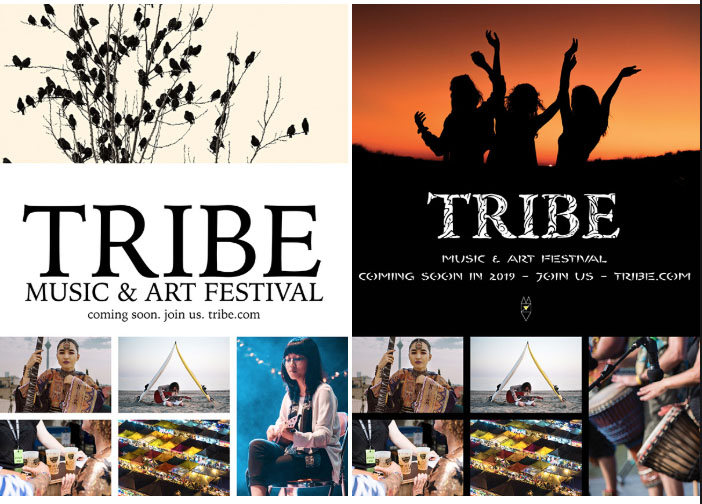 TRIBE
MUSIC & ART FESTIVAL
coming soon. join us. tribe.com
TRIBE
MUSIC & ART FESTIVAL
COMING SOON IN 2019 - JOIN US - TRIBE.COM